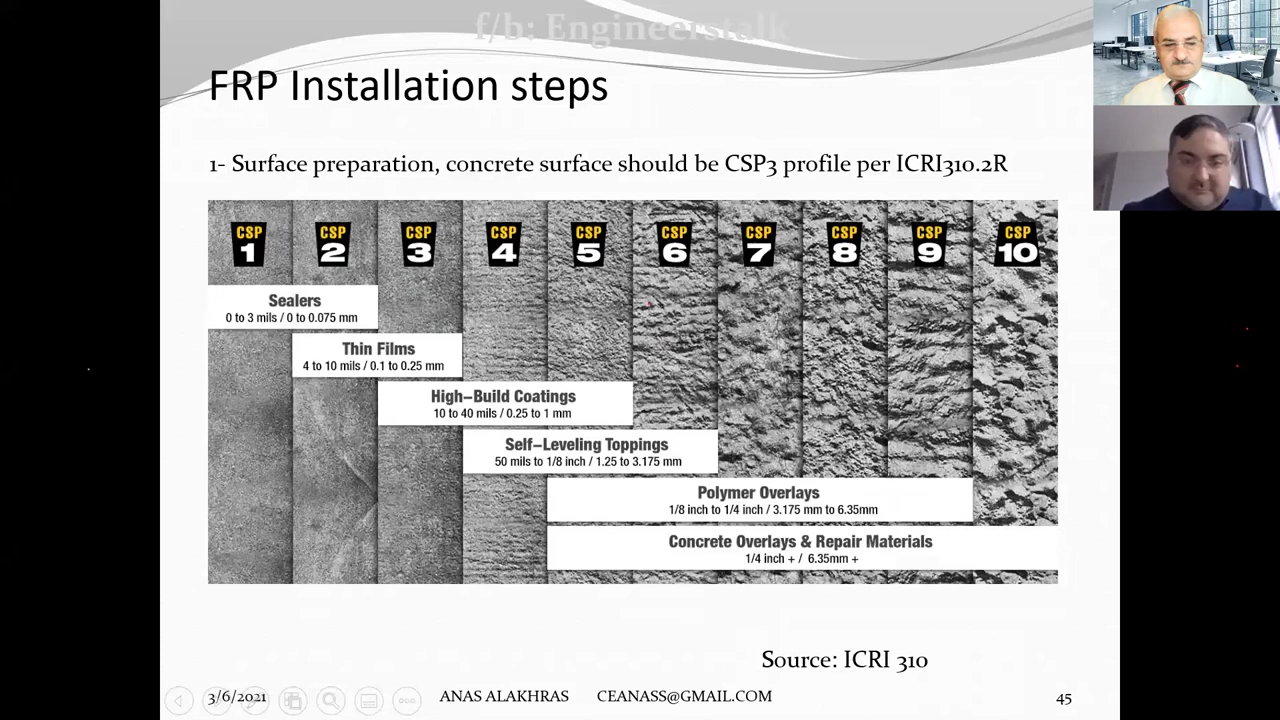 f/b: Engineerstalk
FRP Installation steps
1- Surface preparation, concrete surface should be CSP3 profile per ICRI310.2R
CSP 1
CSP 2
CSP 3
CSP 4
CSP 5
CSP 6
CSP 7
CSP 8
CSP 9
CSP 10
Sealers
0 to 3 mils / 0 to 0.075 mm
Thin Films
4 to 10 mils / 0.1 to 0.25 mm
High–Build Coatings
10 to 40 mils / 0.25 to 1 mm
Self–Leveling Toppings
50 mils to 1/8 inch / 1.25 to 3.175 mm
Polymer Overlays
1/8 inch to 1/4 inch / 3.175 mm to 6.35mm
Concrete Overlays & Repair Materials
1/4 inch + / 6.35mm +
Source: ICRI 310
3/6/2021 ANAS ALAKHRAS CEANASS@GMAIL.COM 45